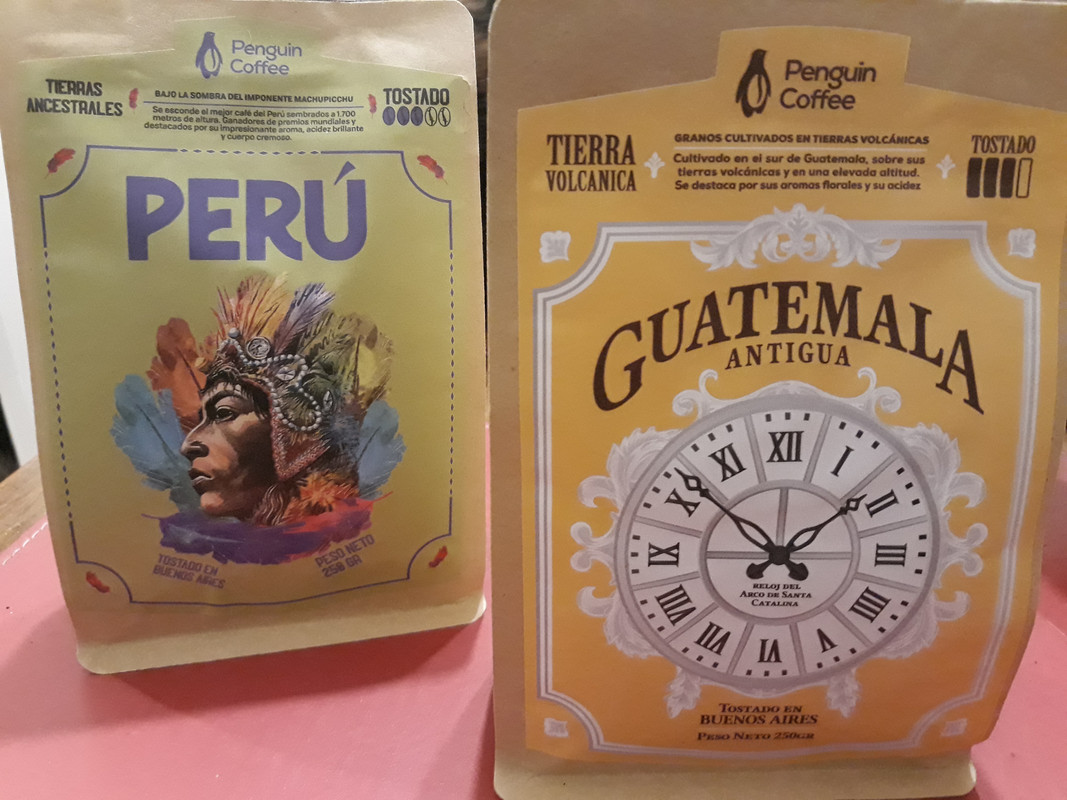 Penguin
Coffee
TIERRAS
ANCESTRALES
BAJO LA SOMBRA DEL IMPONENTE MACHUPICCHU
Se esconde el mejor café del Perú sembrados a 1.700
metros de altura. Ganadores de premios mundiales y
destacados por su impresionante aroma, acidez brillante
y cuerpo cremoso.
TOSTADO
PERÚ
TOSTADO EN
BUENOS AIRES
PESO NETO
250 GR
Penguin
Coffee
TIERRA
VOLCANICA
GRANOS CULTIVADOS EN TIERRAS VOLCÁNICAS
Cultivado en el sur de Guatemala, sobre sus
tierras volcánicas y en una elevada altitud.
Se destaca por sus aromas florales y su acidez
TOSTADO
GUATEMALA
ANTIGUA
XII
I
II
III
IIII
V
VI
VII
VIII
IX
X
XI
RELOJ DEL
ARCO DE SANTA
CATALINA
TOSTADO EN
BUENOS AIRES
PESO NETO 250GR